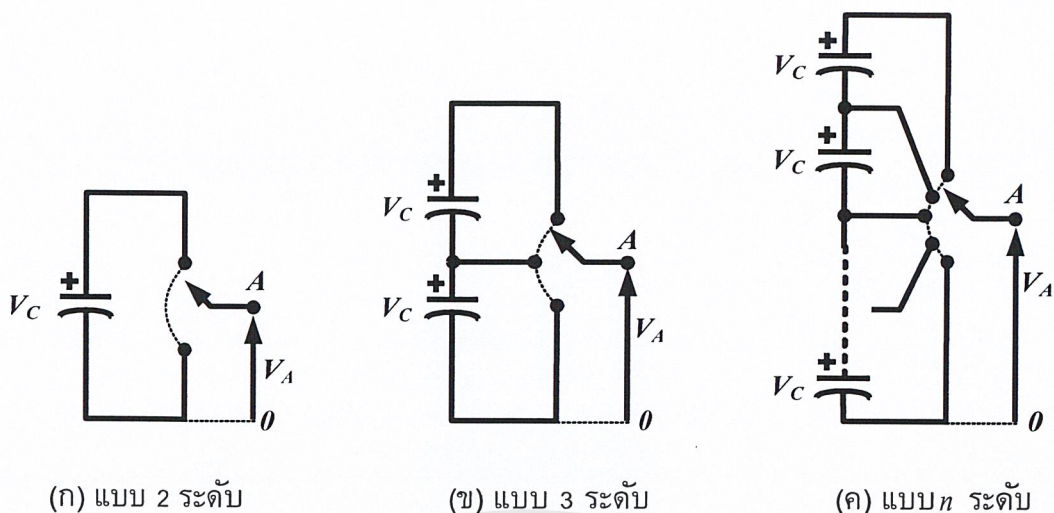 +
V_C
A
V_A
0
(ก) แบบ 2 ระดับ
+
V_C
+
V_C
A
V_A
0
(ข) แบบ 3 ระดับ
+
V_C
+
V_C
+
V_C
A
V_A
0
(ค) แบบ n ระดับ